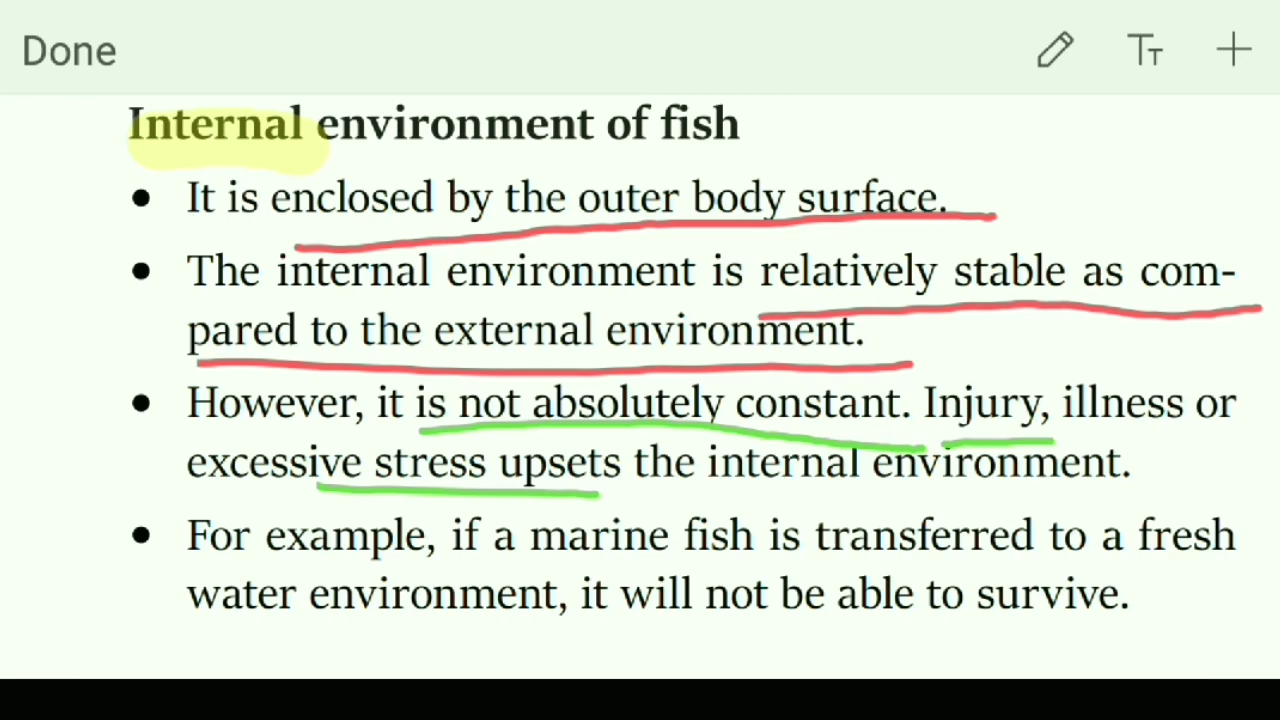 Done
Internal environment of fish
• It is enclosed by the outer body surface.
• The internal environment is relatively stable as com-
pared to the external environment.
• However, it is not absolutely constant. Injury, illness or
excessive stress upsets the internal environment.
• For example, if a marine fish is transferred to a fresh
water environment, it will not be able to survive.